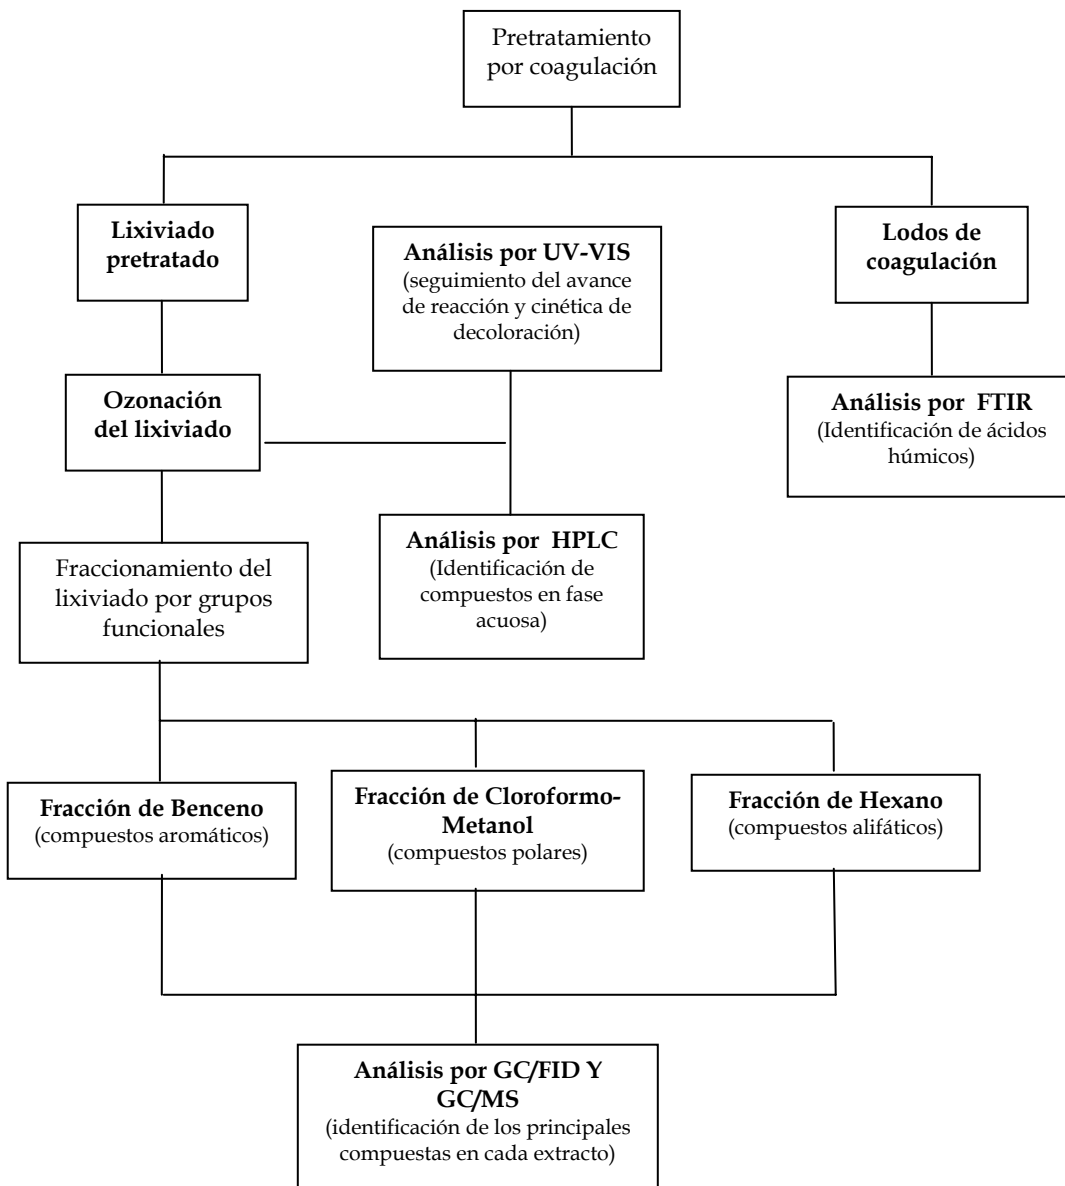 Pretratamiento
por coagulación
Lixiviado
pretratado
Análisis por UV-VIS
(seguimiento del avance
de reacción y cinética de
decoloración)
Lodos de
coagulación
Ozonación
del lixiviado
Análisis por FTIR
(Identificación de ácidos
húmicos)
Análisis por HPLC
(Identificación de
compuestos en fase
acuosa)
Fraccionamiento del
lixiviado por grupos
funcionales
Fracción de Benceno
(compuestos aromáticos)
Fracción de Cloroformo-
Metanol
(compuestos polares)
Fracción de Hexano
(compuestos alifáticos)
Análisis por GC/FID Y
GC/MS
(identificación de los principales
compuestas en cada extracto)